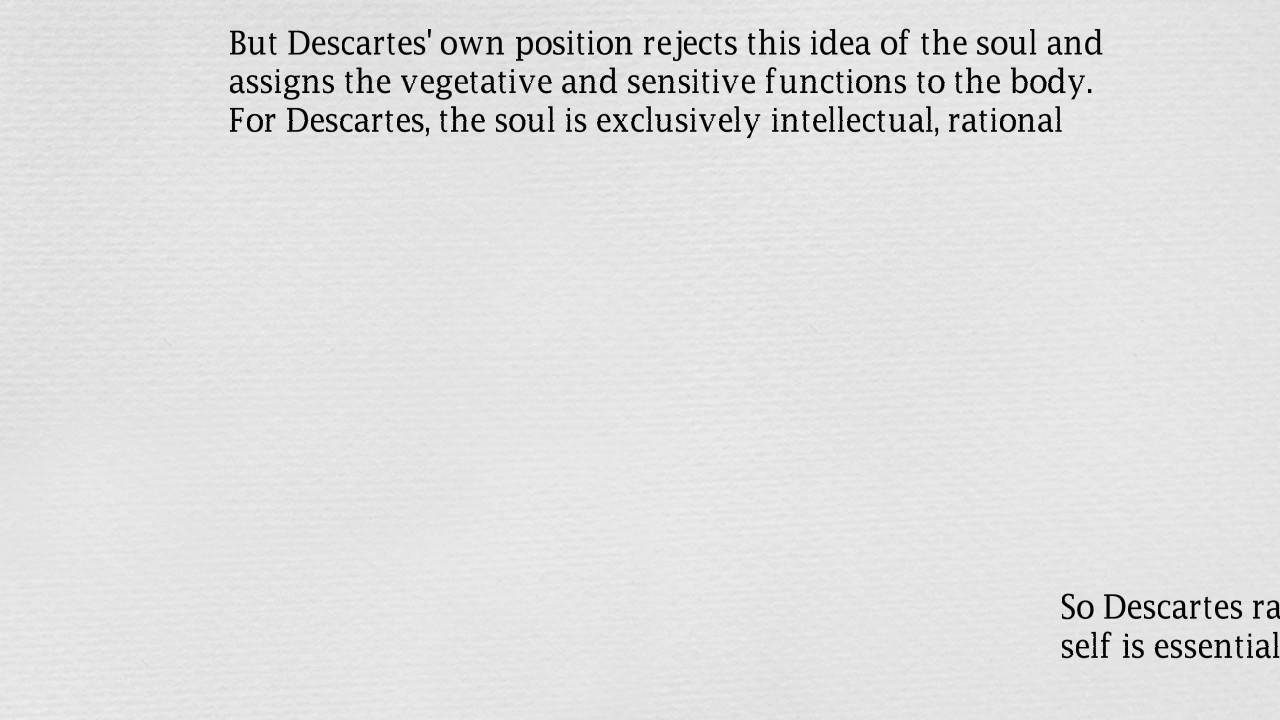 But Descartes' own position rejects this idea of the soul and
assigns the vegetative and sensitive functions to the body.
For Descartes, the soul is exclusively intellectual, rational
So Descartes
self is